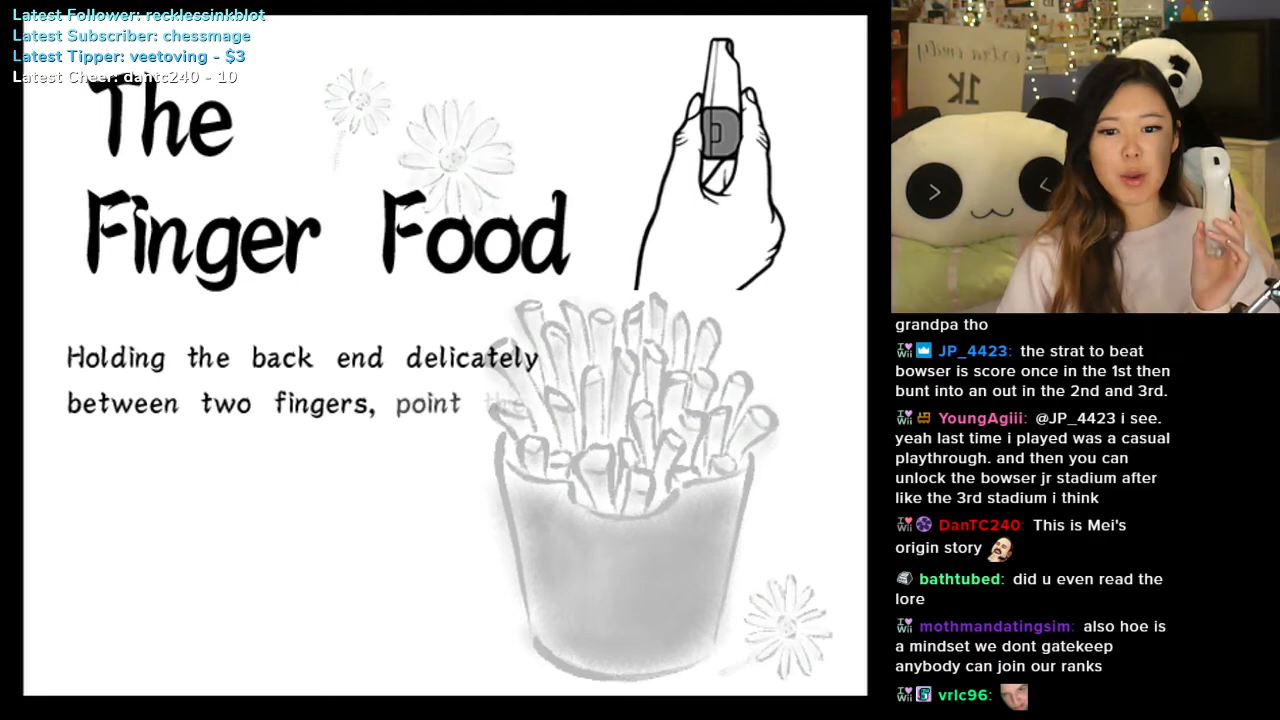 Latest Follower: recklessinkblot
Latest Subscriber: chessmage
Latest Tipper: veetoving - $3
Latest Cheer: dantc240 - 10
The
Finger Food
Holding the back end delicately
between two fingers, point the
1K
grandpa tho
JP_4423: the strat to beat
bowser is score once in the 1st then
bunt into an out in the 2nd and 3rd.
YoungAgiii: @JP_4423 i see.
yeah last time i played was a casual
playthrough. and then you can
unlock the bowser jr stadium after
like the 3rd stadium i think
DanTC240: This is Mei's
origin story
bathtubed: did u even read the
lore
mothmandatingsim: also hoe is
a mindset we dont gatekeep
anybody can join our ranks
vrlc96: